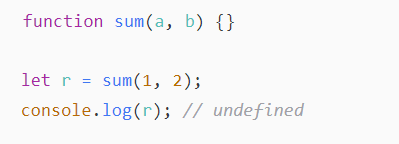 function sum(a, b) {}
let r = sum(1, 2);
console.log(r); // undefined